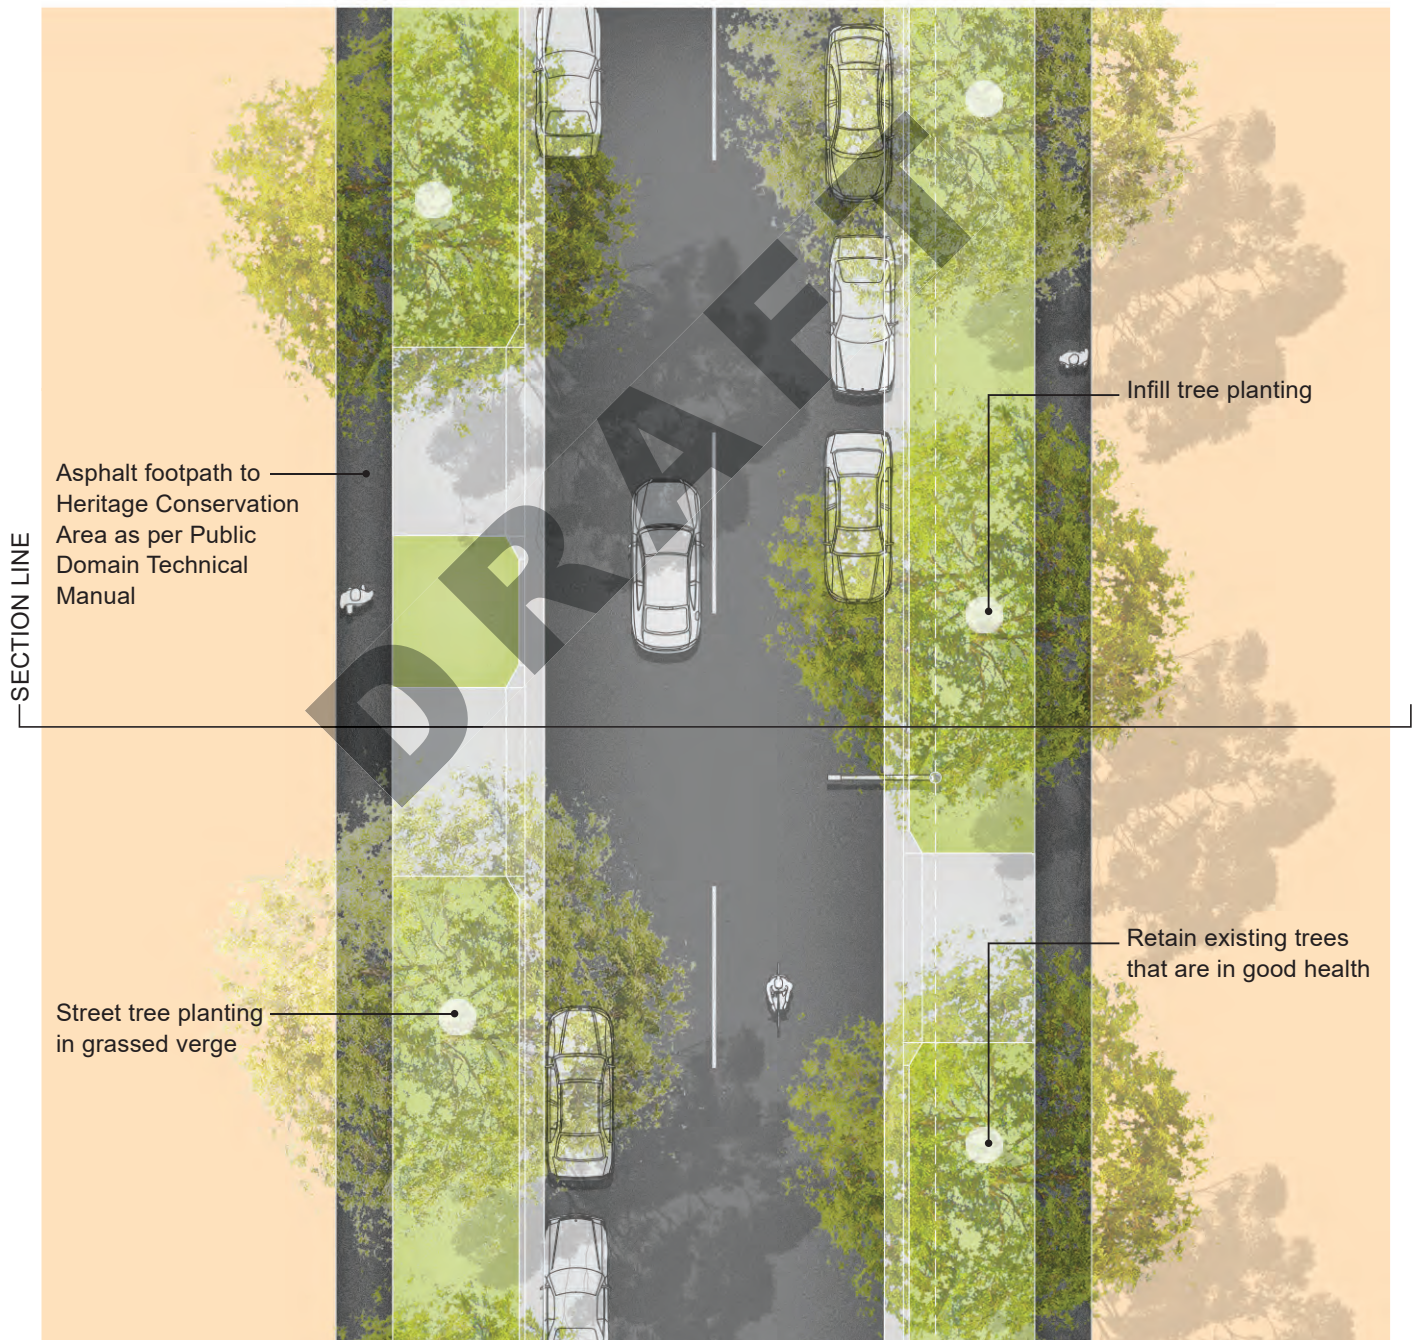 Infill tree planting
Asphalt footpath to
Heritage Conservation
Area as per Public
Domain Technical
Manual
SECTION LINE
DRAFT
Retain existing trees
that are in good health
Street tree planting
in grassed verge